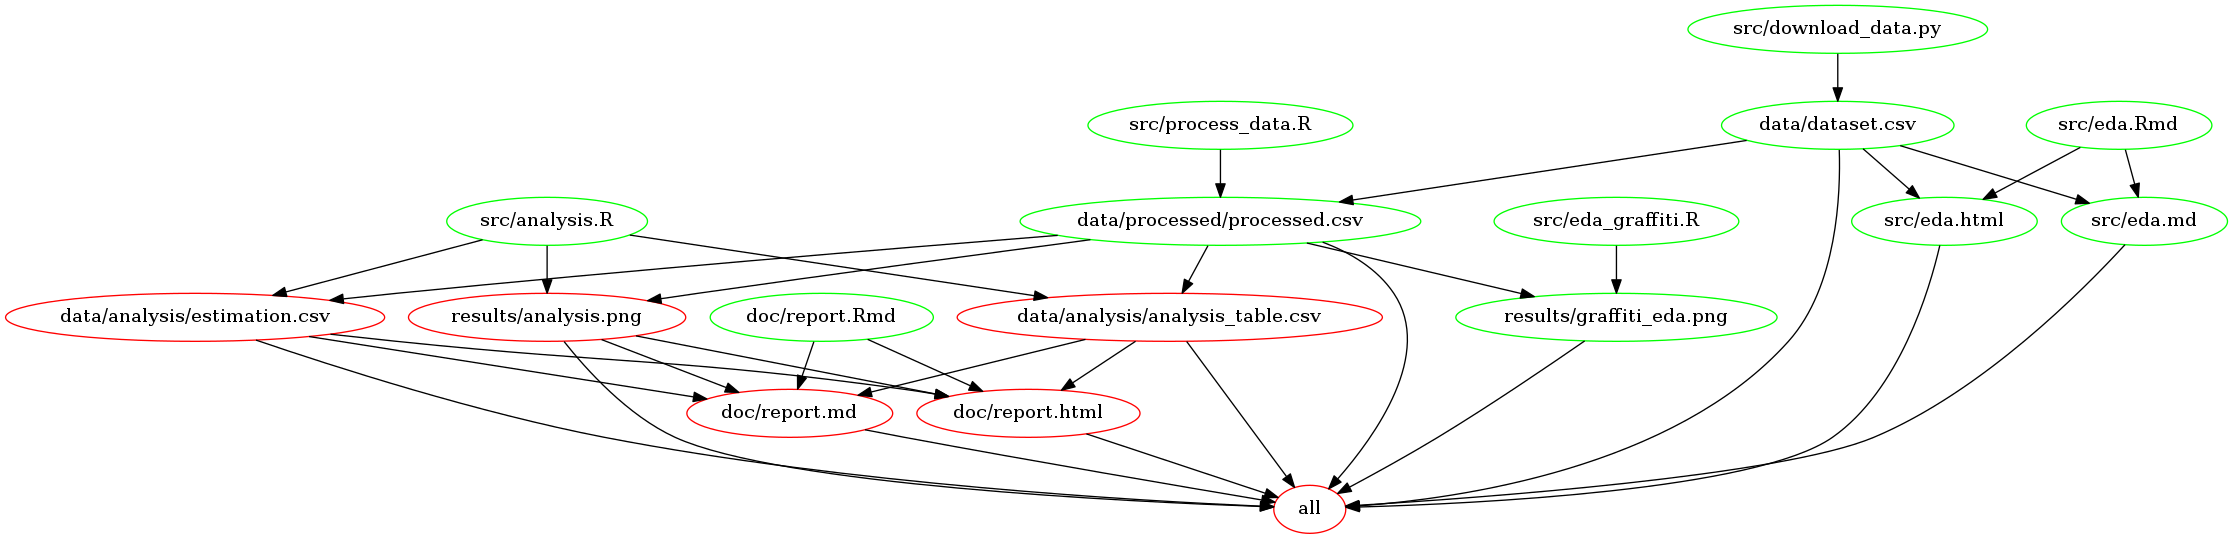 src/download_data.py
src/process_data.R
data/dataset.csv
src/eda.Rmd
src/analysis.R
data/processed/processed.csv
src/eda_graffiti.R
src/eda.html
src/eda.md
data/analysis/estimation.csv
results/analysis.png
doc/report.Rmd
data/analysis/analysis_table.csv
results/graffiti_eda.png
doc/report.md
doc/report.html
all